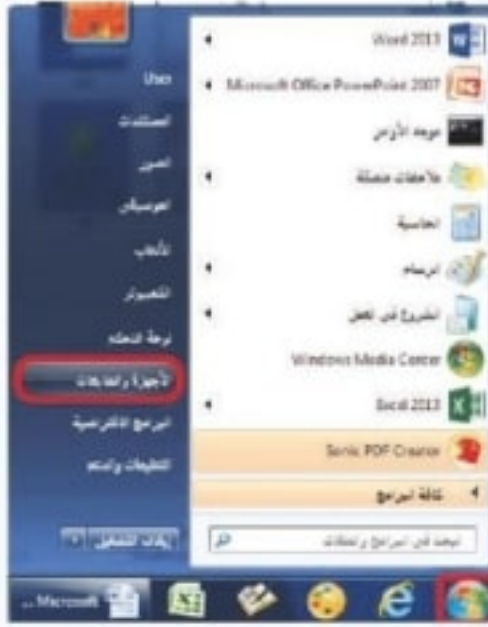 Word 2013
Microsoft Office PowerPoint 2007
موجه الأوامر
ملاحظات ملصقة
الحاسبة
الرسام
الشروع في العمل
Windows Media Center
Excel 2013
Sonic PDF Creator
كافة البرامج
البحث في البرامج والملفات
User
المستندات
الصور
الموسيقى
الألعاب
الكمبيوتر
لوحة التحكم
الأجهزة والطابعات
البرامج الافتراضية
التعليمات والدعم
إيقاف التشغيل
... Microsoft